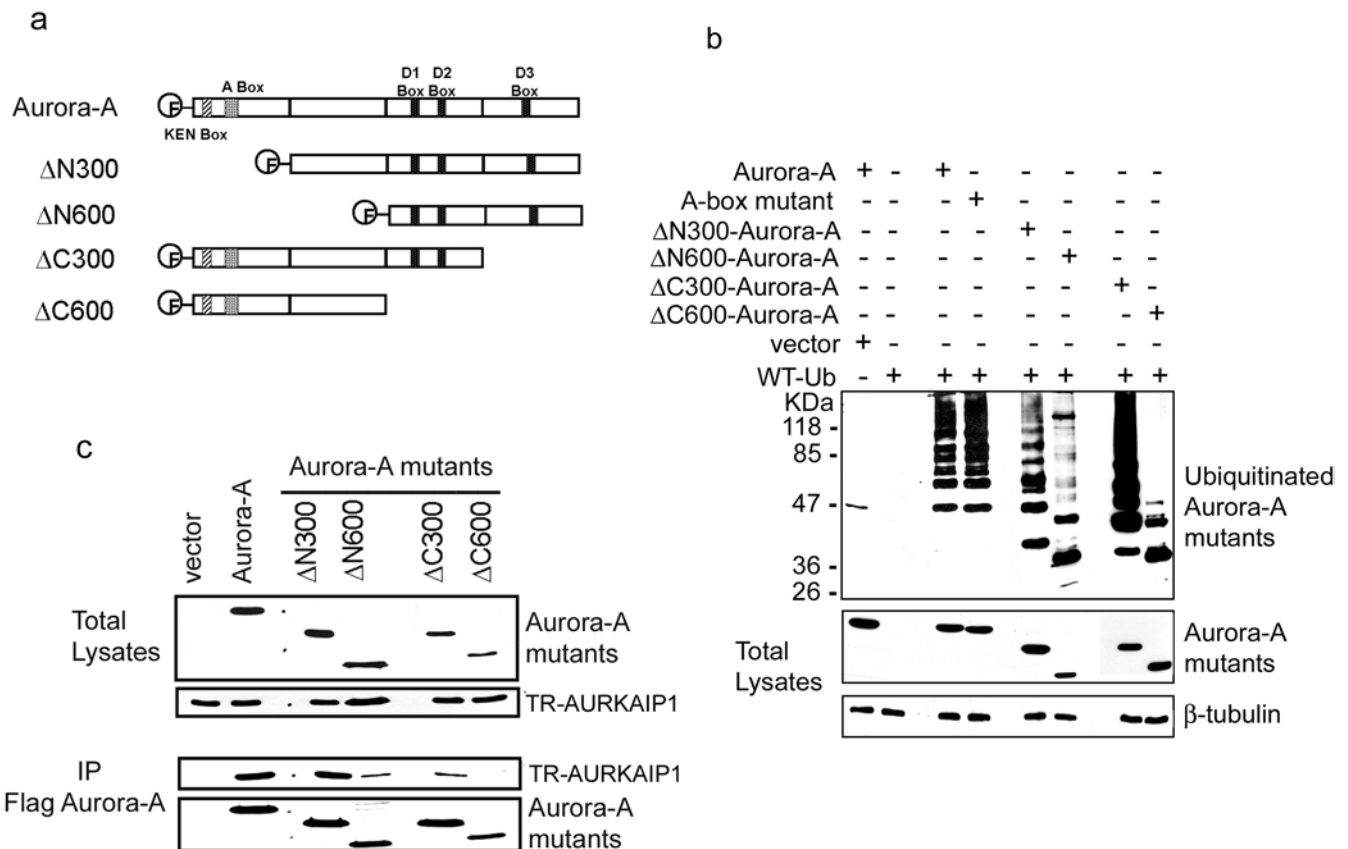 a
A Box
D1 Box
D2 Box
D3 Box
Aurora-A
F
KEN Box
ΔN300
F
ΔN600
F
ΔC300
F
ΔC600
F
b
Aurora-A + - + - - - - -
A-box mutant - - - + - - - -
ΔN300-Aurora-A - - - - + - - -
ΔN600-Aurora-A - - - - - + - -
ΔC300-Aurora-A - - - - - - + -
ΔC600-Aurora-A - - - - - - - +
vector + - - - - - - -
WT-Ub - + + + + + + +
KDa
118 -
85 -
47 -
36 -
26 -
Ubiquitinated
Aurora-A
mutants
Total
Lysates
Aurora-A
mutants
β-tubulin
c
Aurora-A mutants
vector
Aurora-A
ΔN300
ΔN600
ΔC300
ΔC600
Total
Lysates
Aurora-A
mutants
TR-AURKAIP1
IP
Flag Aurora-A
TR-AURKAIP1
Aurora-A
mutants